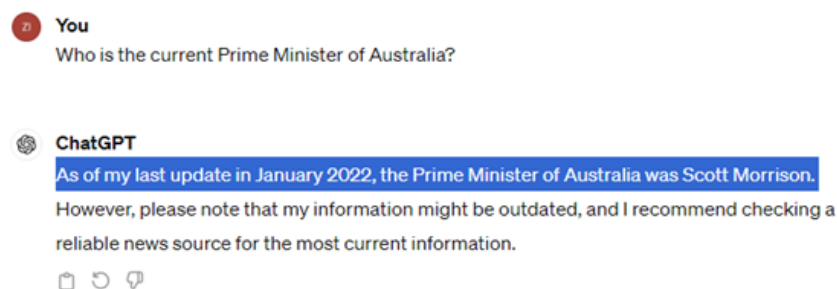 ZI
You
Who is the current Prime Minister of Australia?
ChatGPT
As of my last update in January 2022, the Prime Minister of Australia was Scott Morrison.
However, please note that my information might be outdated, and I recommend checking a
reliable news source for the most current information.